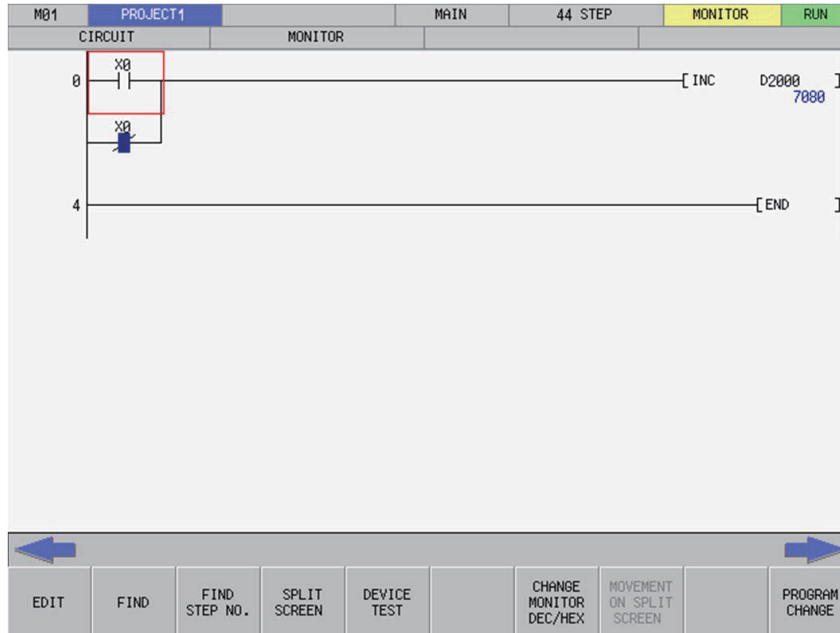 M01 PROJECT1 MAIN 44 STEP MONITOR RUN
CIRCUIT MONITOR
X0
0 INC D2000
7080
X0
4 END
EDIT FIND FIND STEP NO. SPLIT SCREEN DEVICE TEST CHANGE MONITOR DEC/HEX MOVEMENT ON SPLIT SCREEN PROGRAM CHANGE